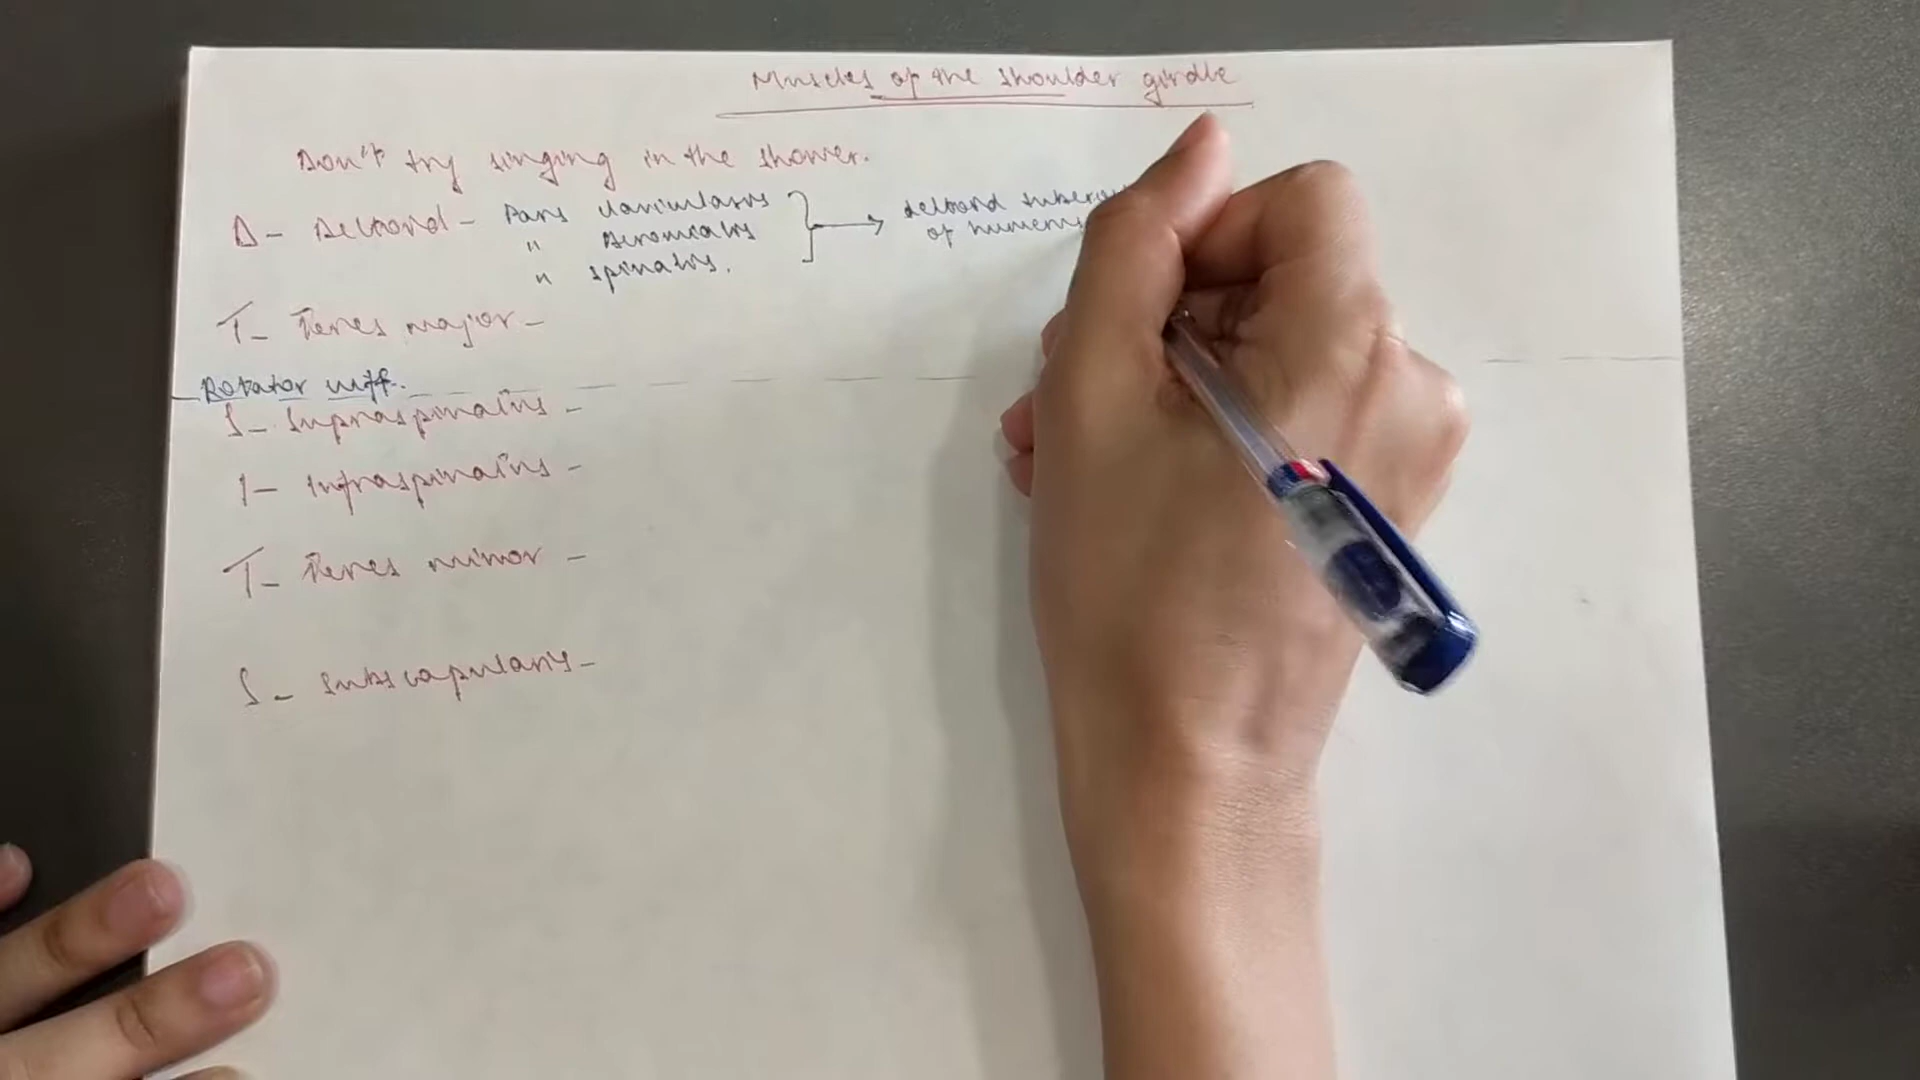 Muscles of the shoulder girdle
Don't try singing in the shower.
D - Deltoid - Pars clavicularis
" Acromialis
" spinalis.
deltoid
of humerus
T - Teres major -
Rotator cuff.
S - Supraspinatus -
I - Infraspinatus -
T - Teres minor -
S - Subscapularis -